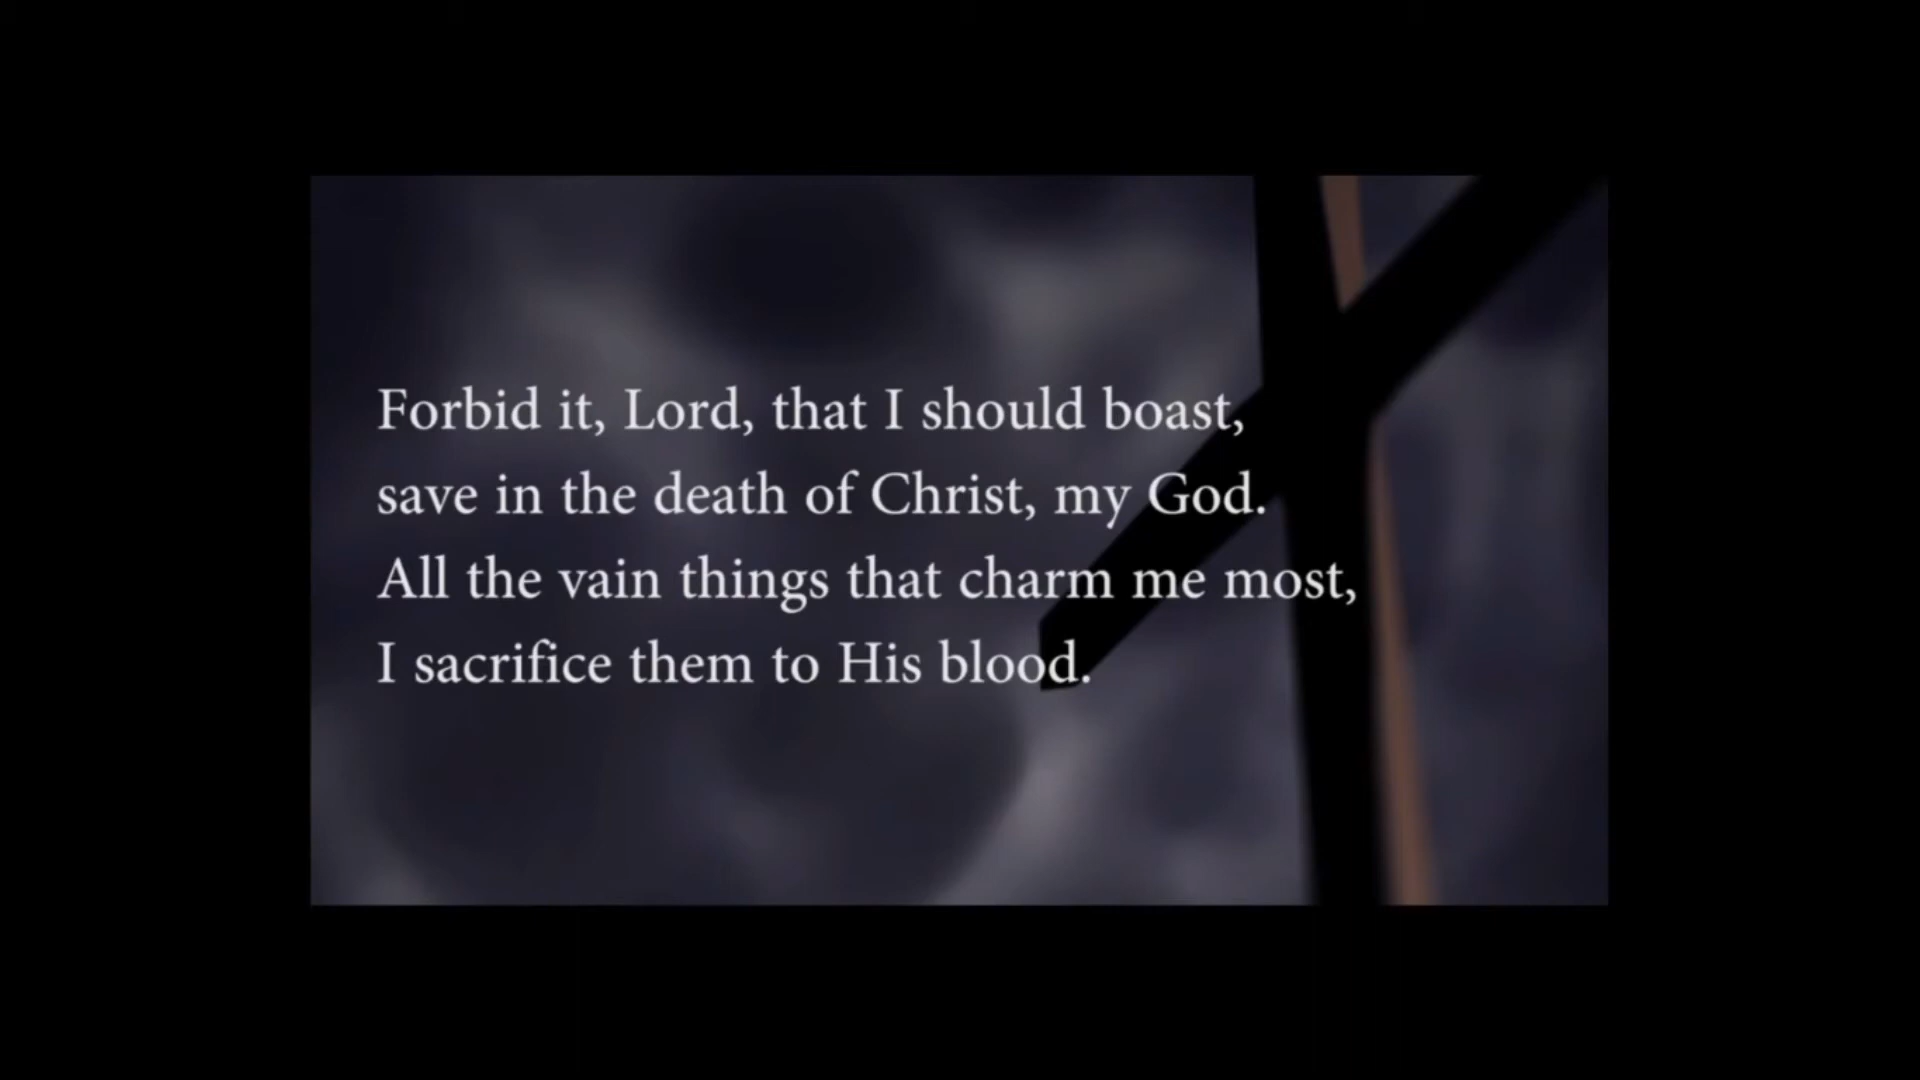 Forbid it, Lord, that I should boast,
save in the death of Christ, my God.
All the vain things that charm me most,
I sacrifice them to His blood.